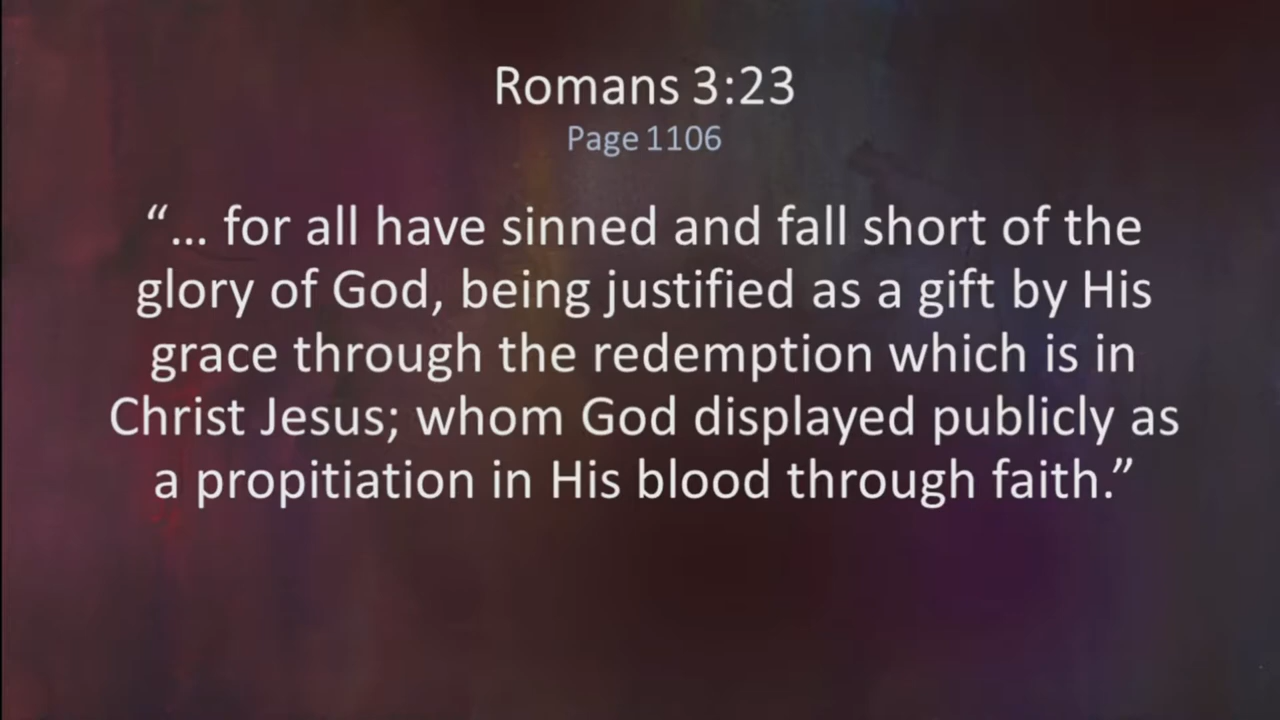 Romans 3:23
Page 1106
“... for all have sinned and fall short of the
glory of God, being justified as a gift by His
grace through the redemption which is in
Christ Jesus; whom God displayed publicly as
a propitiation in His blood through faith.”